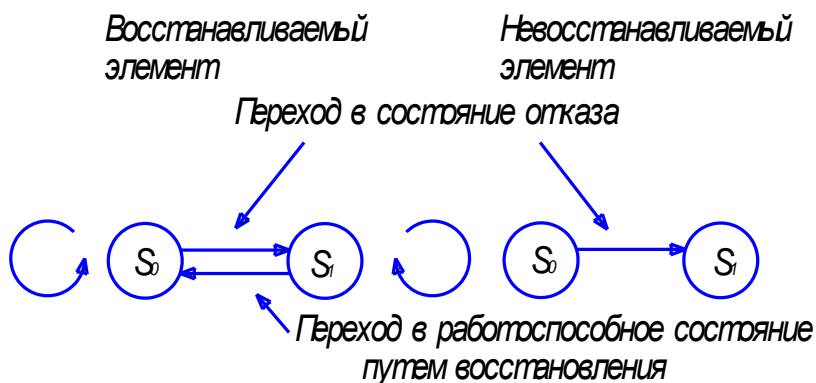 Восстанавливаемый
элемент
Невосстанавливаемый
элемент
Переход в состояние отказа
S₀
S₁
S₀
S₁
Переход в работоспособное состояние
путем восстановления